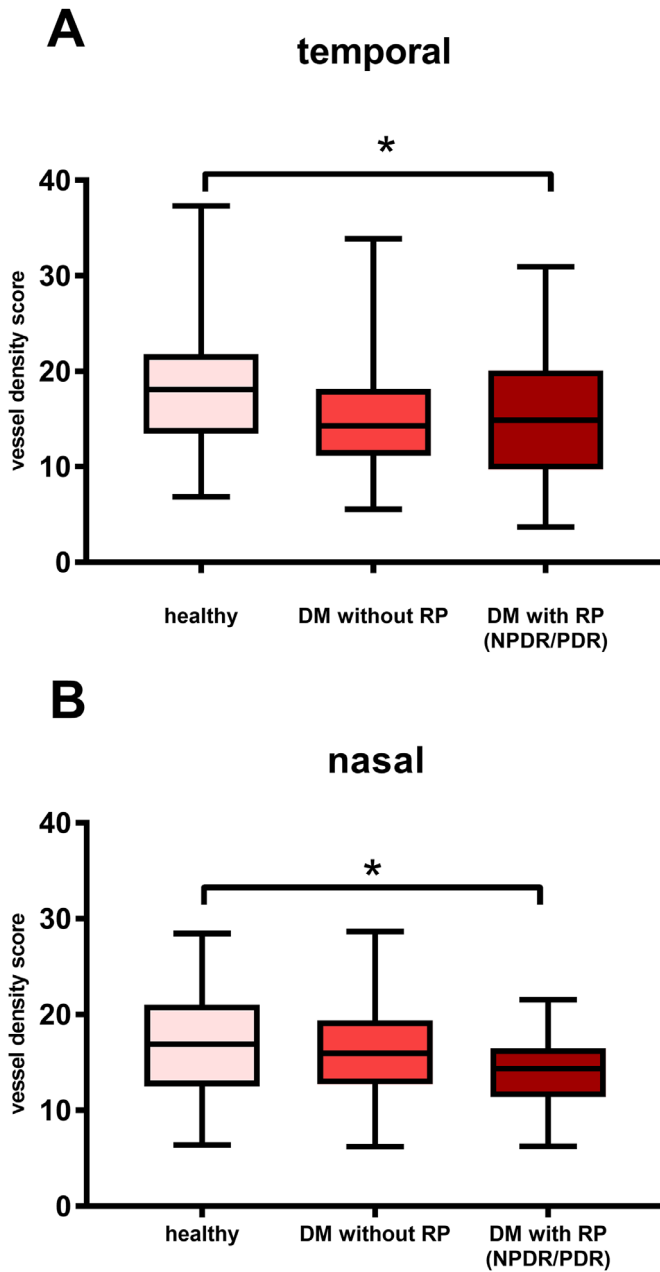 A
temporal
*
vessel density score
40
30
20
10
0
healthy
DM without RP
DM with RP
(NPDR/PDR)
B
nasal
*
vessel density score
40
30
20
10
0
healthy
DM without RP
DM with RP
(NPDR/PDR)